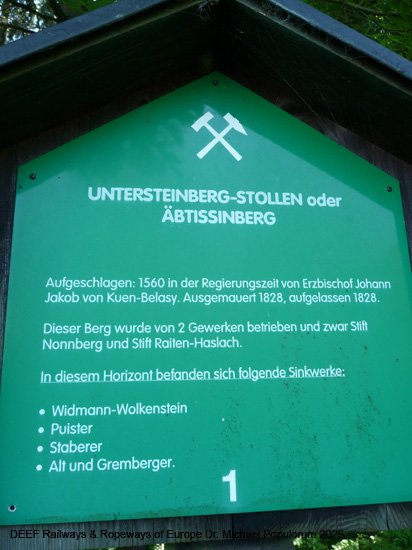 UNTERSTEINBERG-STOLLEN oder
ÄBTISSINBERG
Aufgeschlagen: 1560 in der Regierungszeit von Erzbischof Johann
Jakob von Kuen-Belasy. Ausgemauert 1828, aufgelassen 1828.
Dieser Berg wurde von 2 Gewerken betrieben und zwar Stift
Nonnberg und Stift Raiten-Haslach.
In diesem Horizont befanden sich folgende Sinkwerke:
• Widmann-Wolkenstein
• Puister
• Staberer
• Alt und Gremberger.
1
DEEF Railways & Ropeways of Europe Dr. Michael Populorum 2025